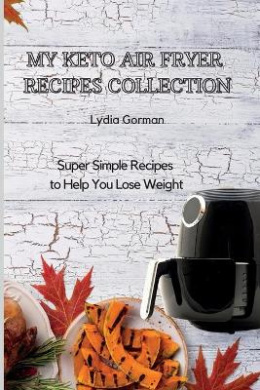 MY KETO AIR FRYER
RECIPES COLLECTION
Lydia Gorman
Super Simple Recipes
to Help You Lose Weight